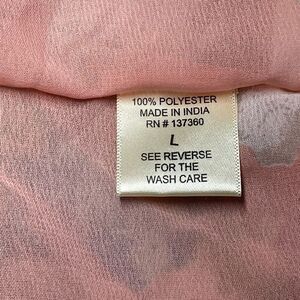 100% POLYESTER
MADE IN INDIA
RN # 137360
L
SEE REVERSE
FOR THE
WASH CARE